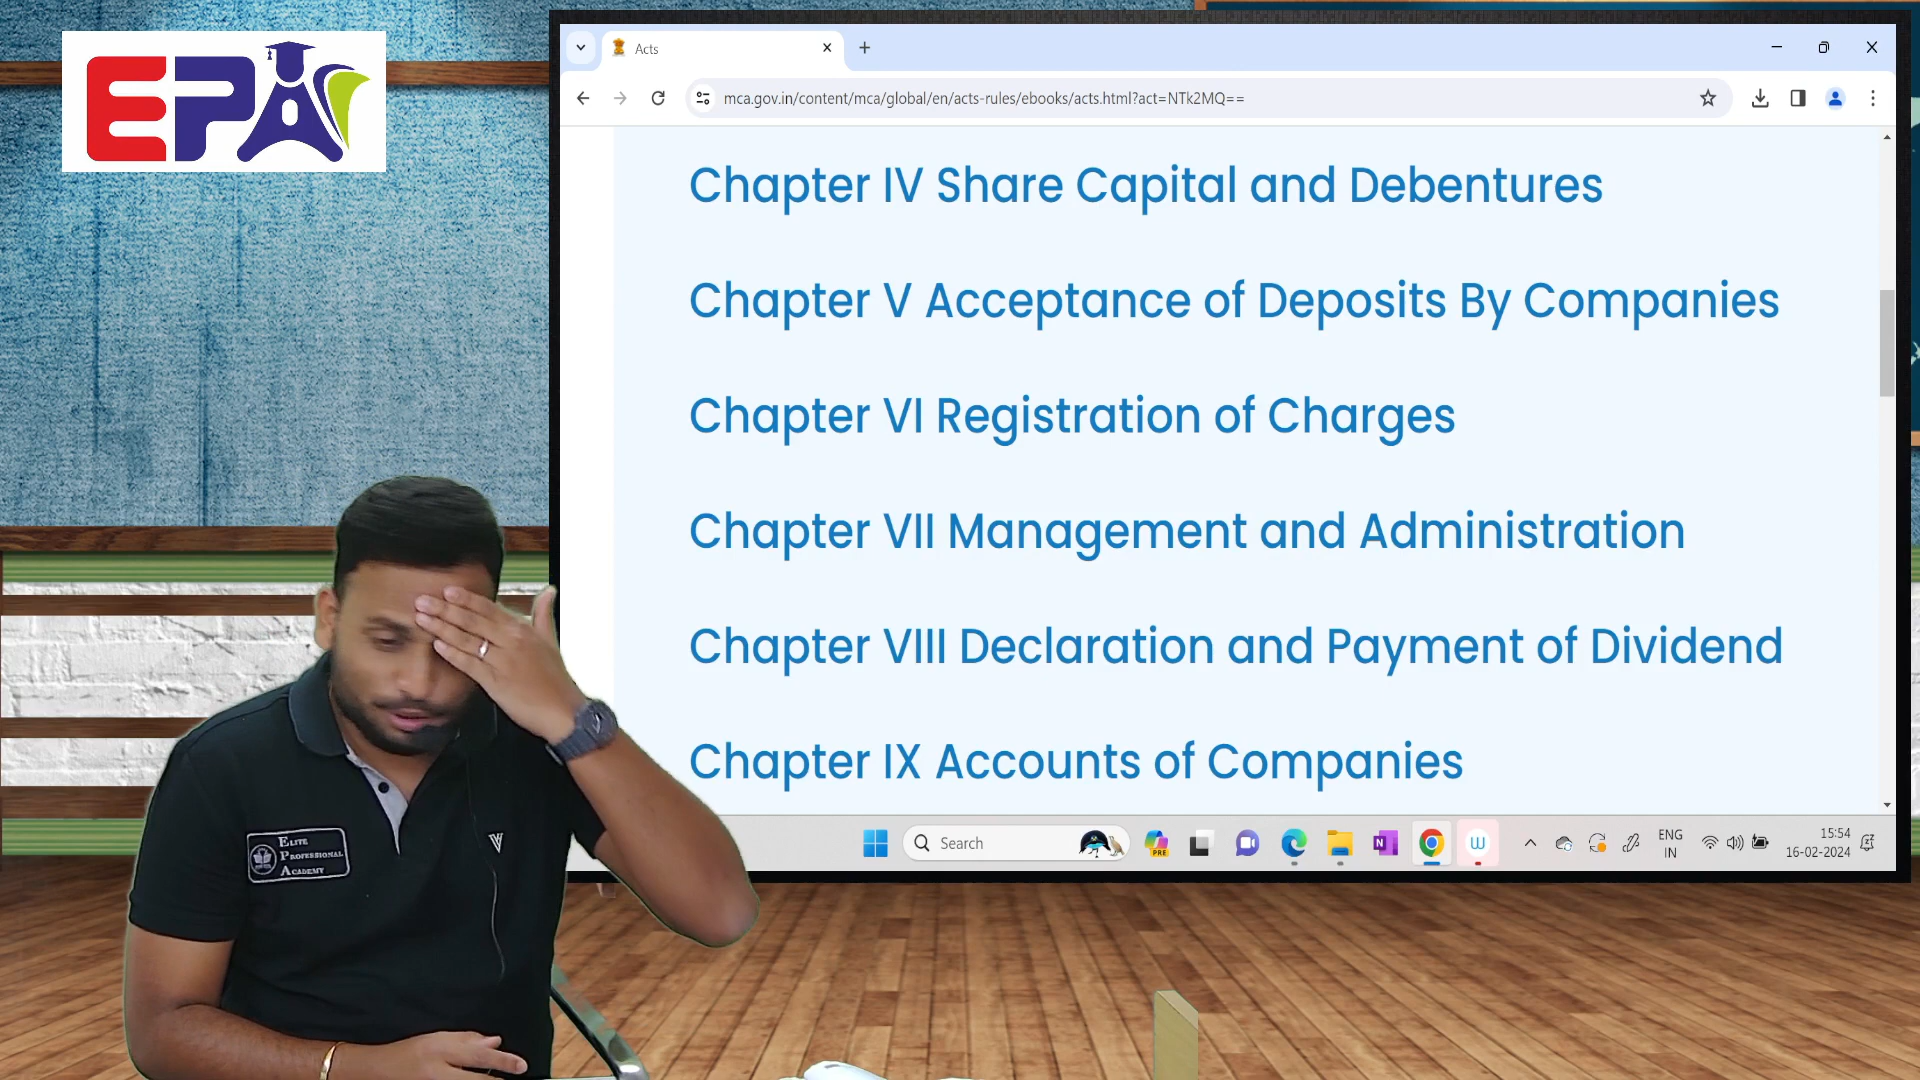 EPA
Acts
mca.gov.in/content/mca/global/en/acts-rules/ebooks/acts.html?act=NTk2MQ==
Chapter IV Share Capital and Debentures
Chapter V Acceptance of Deposits By Companies
Chapter VI Registration of Charges
Chapter VII Management and Administration
Chapter VIII Declaration and Payment of Dividend
Chapter IX Accounts of Companies
Search
PRE
N
W
ENG
IN
15:54
16-02-2024
ELITE
PROFESSIONAL
ACADEMY